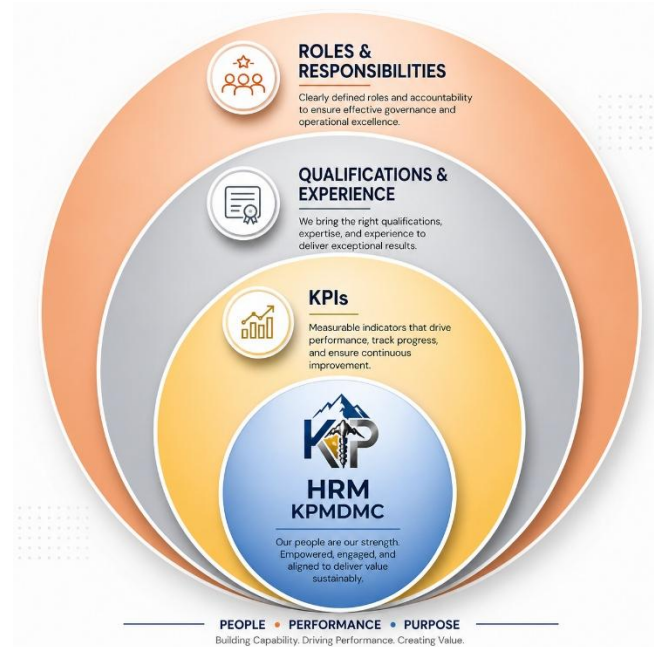 ROLES &
RESPONSIBILITIES
Clearly defined roles and accountability
to ensure effective governance and
operational excellence.
QUALIFICATIONS &
EXPERIENCE
We bring the right qualifications,
expertise, and experience to
deliver exceptional results.
KPIs
Measurable indicators that drive
performance, track progress,
and ensure continuous
improvement.
KP
HRM
KPMDMC
Our people are our strength.
Empowered, engaged, and
aligned to deliver value
sustainably.
PEOPLE • PERFORMANCE • PURPOSE
Building Capability. Driving Performance. Creating Value.